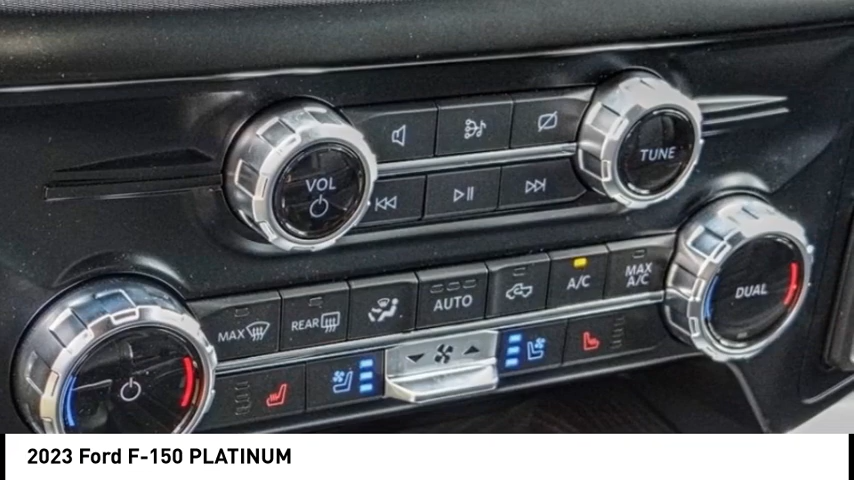 VOL
TUNE
MAX
REAR
AUTO
A/C
MAX
A/C
DUAL
2023 Ford F-150 PLATINUM